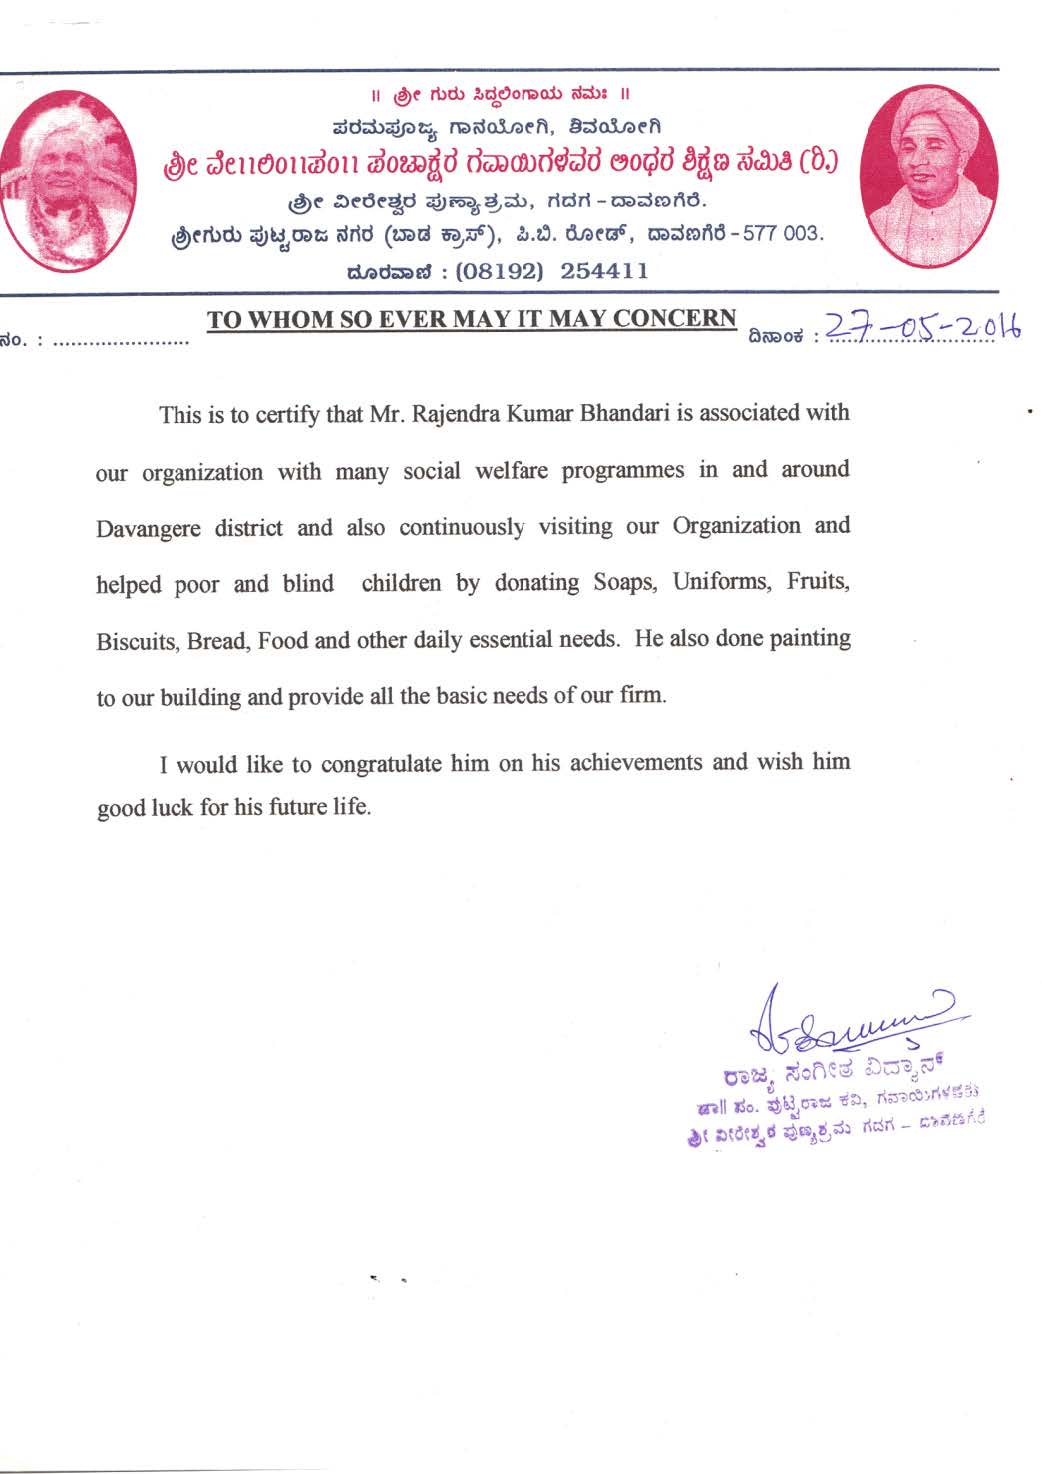 ॥ ಶ್ರೀ ಗುರು ಸಿದ್ಧಲಿಂಗಾಯ ನಮಃ ॥
ಪರಮಪೂಜ್ಯ ಗಾನಯೋಗಿ, ಶಿವಯೋಗಿ
ಶ್ರೀ ವೇ॥ಲಿಂ॥ಪಂ॥ ಪಂಚಾಕ್ಷರ ಗವಾಯಿಗಳವರ ಅಂಧರ ಶಿಕ್ಷಣ ಸಮಿತಿ (ರಿ.)
ಶ್ರೀ ವೀರೇಶ್ವರ ಪುಣ್ಯಾಶ್ರಮ, ಗದಗ - ದಾವಣಗೆರೆ.
ಶ್ರೀಗುರು ಪುಟ್ಟರಾಜ ನಗರ (ಬಾಡ ಕ್ರಾಸ್), ಪಿ.ಬಿ. ರೋಡ್, ದಾವಣಗೆರೆ - 577 003.
ದೂರವಾಣಿ : (08192) 254411
TO WHOM SO EVER MAY IT MAY CONCERN
ನಂ. : ....................... ದಿನಾಂಕ : 27-05-2016
This is to certify that Mr. Rajendra Kumar Bhandari is associated with
our organization with many social welfare programmes in and around
Davangere district and also continuously visiting our Organization and
helped poor and blind children by donating Soaps, Uniforms, Fruits,
Biscuits, Bread, Food and other daily essential needs. He also done painting
to our building and provide all the basic needs of our firm.
I would like to congratulate him on his achievements and wish him
good luck for his future life.
ರಾಜ್ಯ ಸಂಗೀತ ವಿದ್ವಾನ್
ಡಾ॥ ಪಂ. ಪುಟ್ಟರಾಜ ಕವಿ, ಗವಾಯಿಗಳವರು
ಶ್ರೀ ವೀರೇಶ್ವರ ಪುಣ್ಯಶ್ರಮ ಗದಗ – ದಾವಣಗೆರೆ